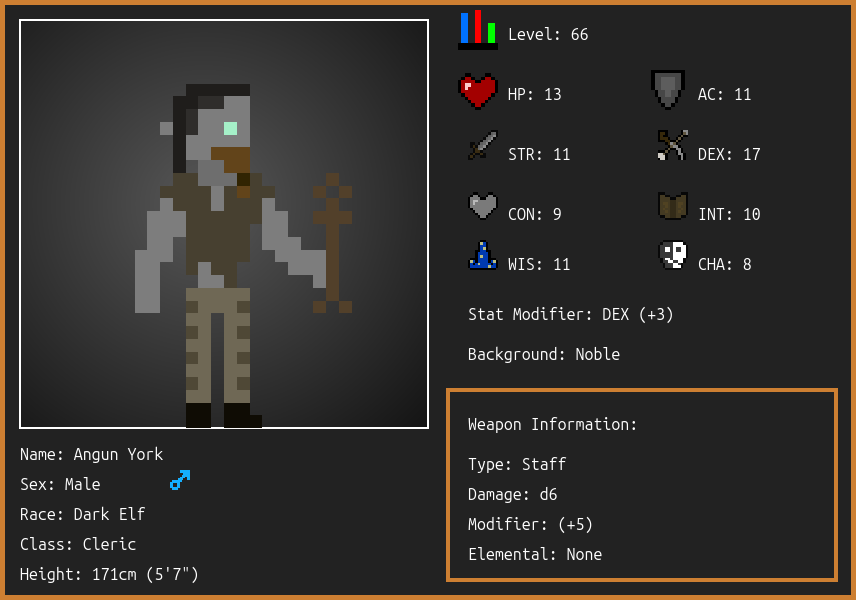 Level: 66
HP: 13
AC: 11
STR: 11
DEX: 17
CON: 9
INT: 10
WIS: 11
CHA: 8
Stat Modifier: DEX (+3)
Background: Noble
Weapon Information:
Type: Staff
Damage: d6
Modifier: (+5)
Elemental: None
Name: Angun York
Sex: Male
Race: Dark Elf
Class: Cleric
Height: 171cm (5'7")